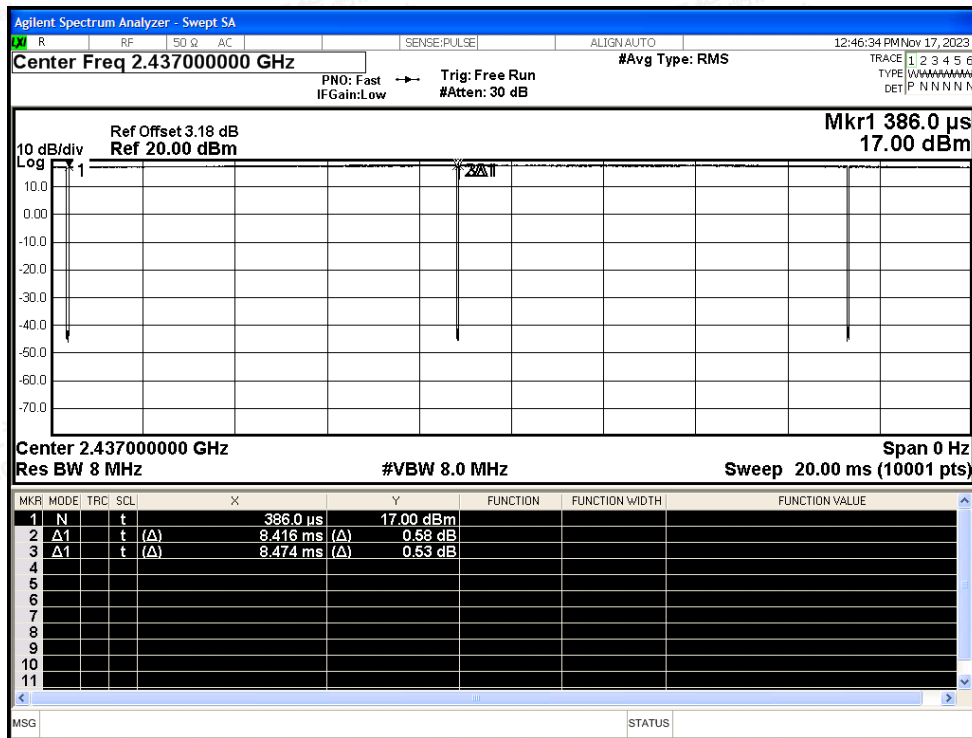 Agilent Spectrum Analyzer - Swept SA
LXI R RF 50 Ω AC SENSE:PULSE ALIGN AUTO 12:46:34 PM Nov 17, 2023
Center Freq 2.437000000 GHz #Avg Type: RMS TRACE 1 2 3 4 5 6
PNO: Fast Trig: Free Run TYPE
IFGain:Low #Atten: 30 dB DET P N N N N N
Mkr1 386.0 µs
Ref Offset 3.18 dB
10 dB/div Ref 20.00 dBm 17.00 dBm
Log
1
10.0
0.00
-10.0
-20.0
-30.0
-40.0
-50.0
-60.0
-70.0
Center 2.437000000 GHz Span 0 Hz
Res BW 8 MHz #VBW 8.0 MHz Sweep 20.00 ms (10001 pts)
MKR MODE TRC SCL X Y FUNCTION FUNCTION WIDTH FUNCTION VALUE
1 N t 386.0 µs 17.00 dBm
2 Δ1 t (Δ) 8.416 ms (Δ) 0.58 dB
3 Δ1 t (Δ) 8.474 ms (Δ) 0.53 dB
4
5
6
7
8
9
10
11
MSG STATUS